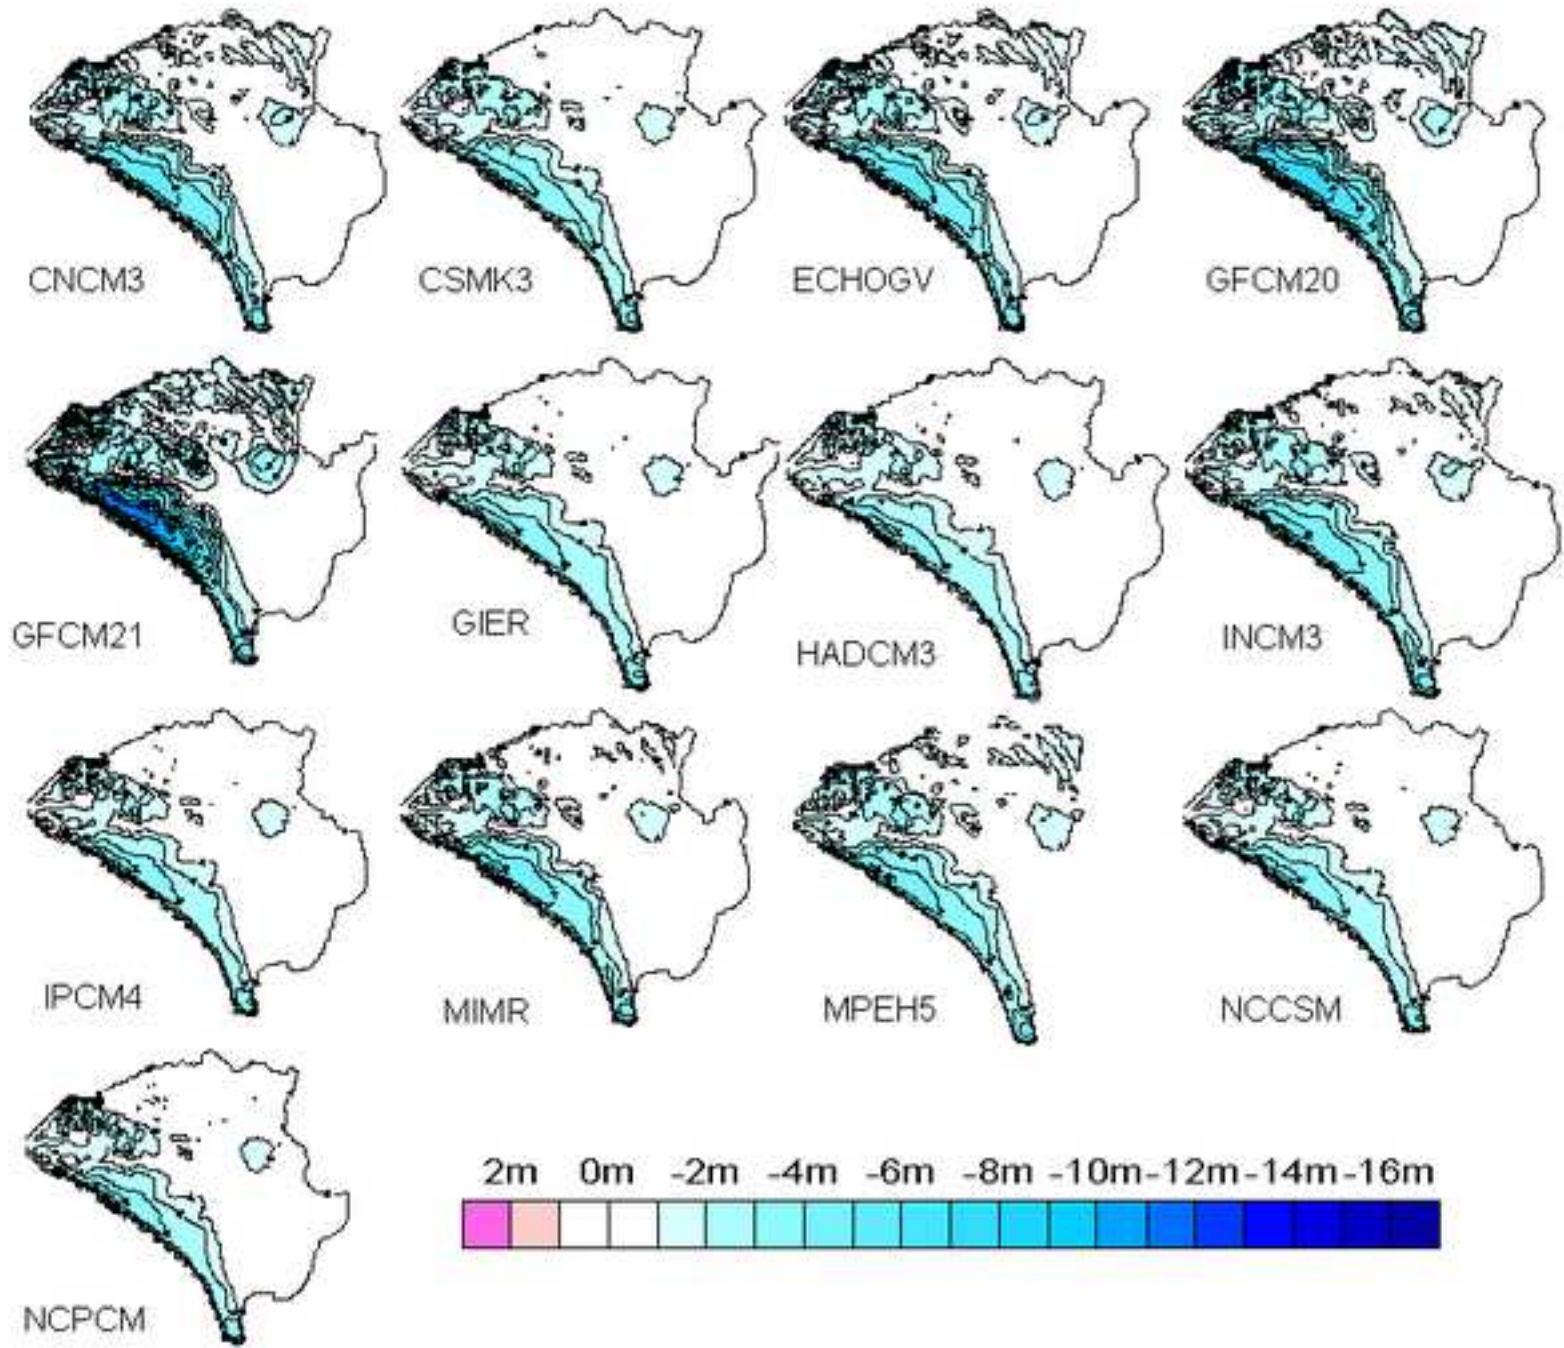 CNCM3 CSMK3 ECHOGV GFCM20
GFCM21 GIER HADCM3 INCM3
IPCM4 MIMR MPEH5 NCCSM
NCPCM
2m 0m -2m -4m -6m -8m -10m -12m -14m -16m